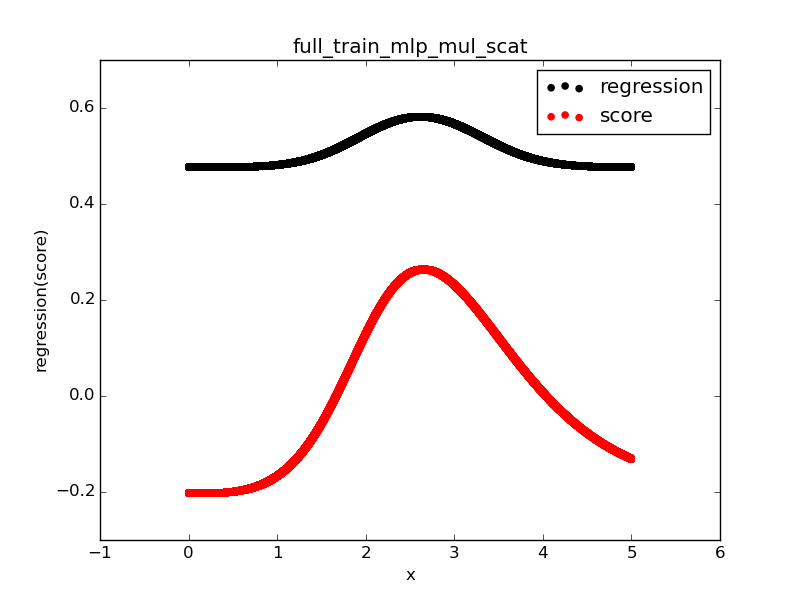 full_train_mlp_mul_scat
regression
score
0.6
0.4
0.2
0.0
−0.2
regression(score)
−1
0
1
2
3
4
5
6
x